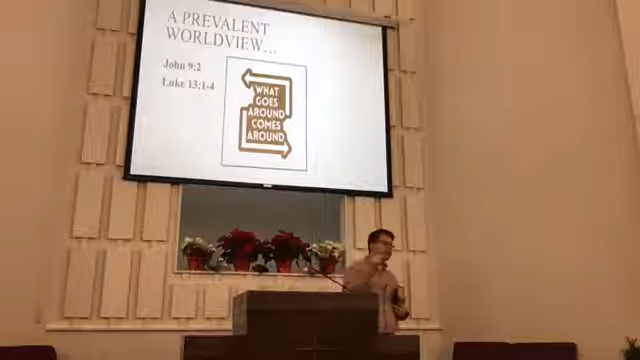 A PREVALENT
WORLDVIEW…
John 9:2
Luke 13:1-4
WHAT
GOES
AROUND
COMES
AROUND